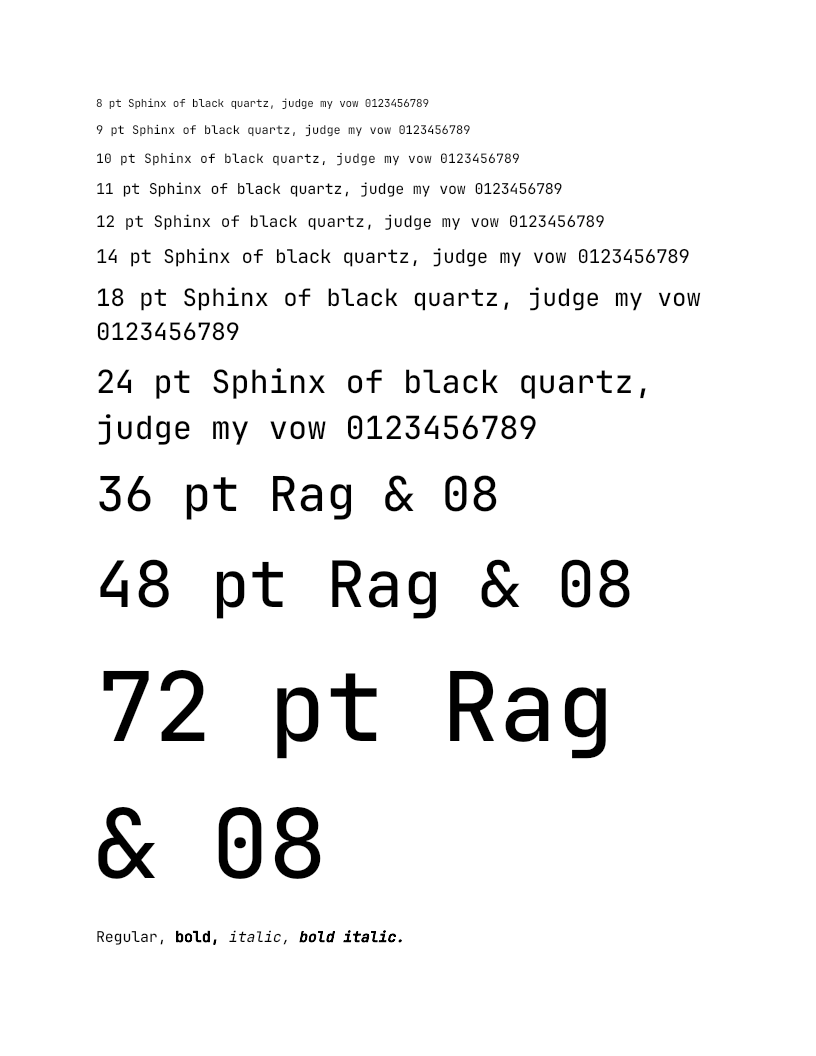 8 pt Sphinx of black quartz, judge my vow 0123456789
9 pt Sphinx of black quartz, judge my vow 0123456789
10 pt Sphinx of black quartz, judge my vow 0123456789
11 pt Sphinx of black quartz, judge my vow 0123456789
12 pt Sphinx of black quartz, judge my vow 0123456789
14 pt Sphinx of black quartz, judge my vow 0123456789
18 pt Sphinx of black quartz, judge my vow
0123456789
24 pt Sphinx of black quartz,
judge my vow 0123456789
36 pt Rag & 08
48 pt Rag & 08
72 pt Rag
& 08
Regular, bold, italic, bold italic.